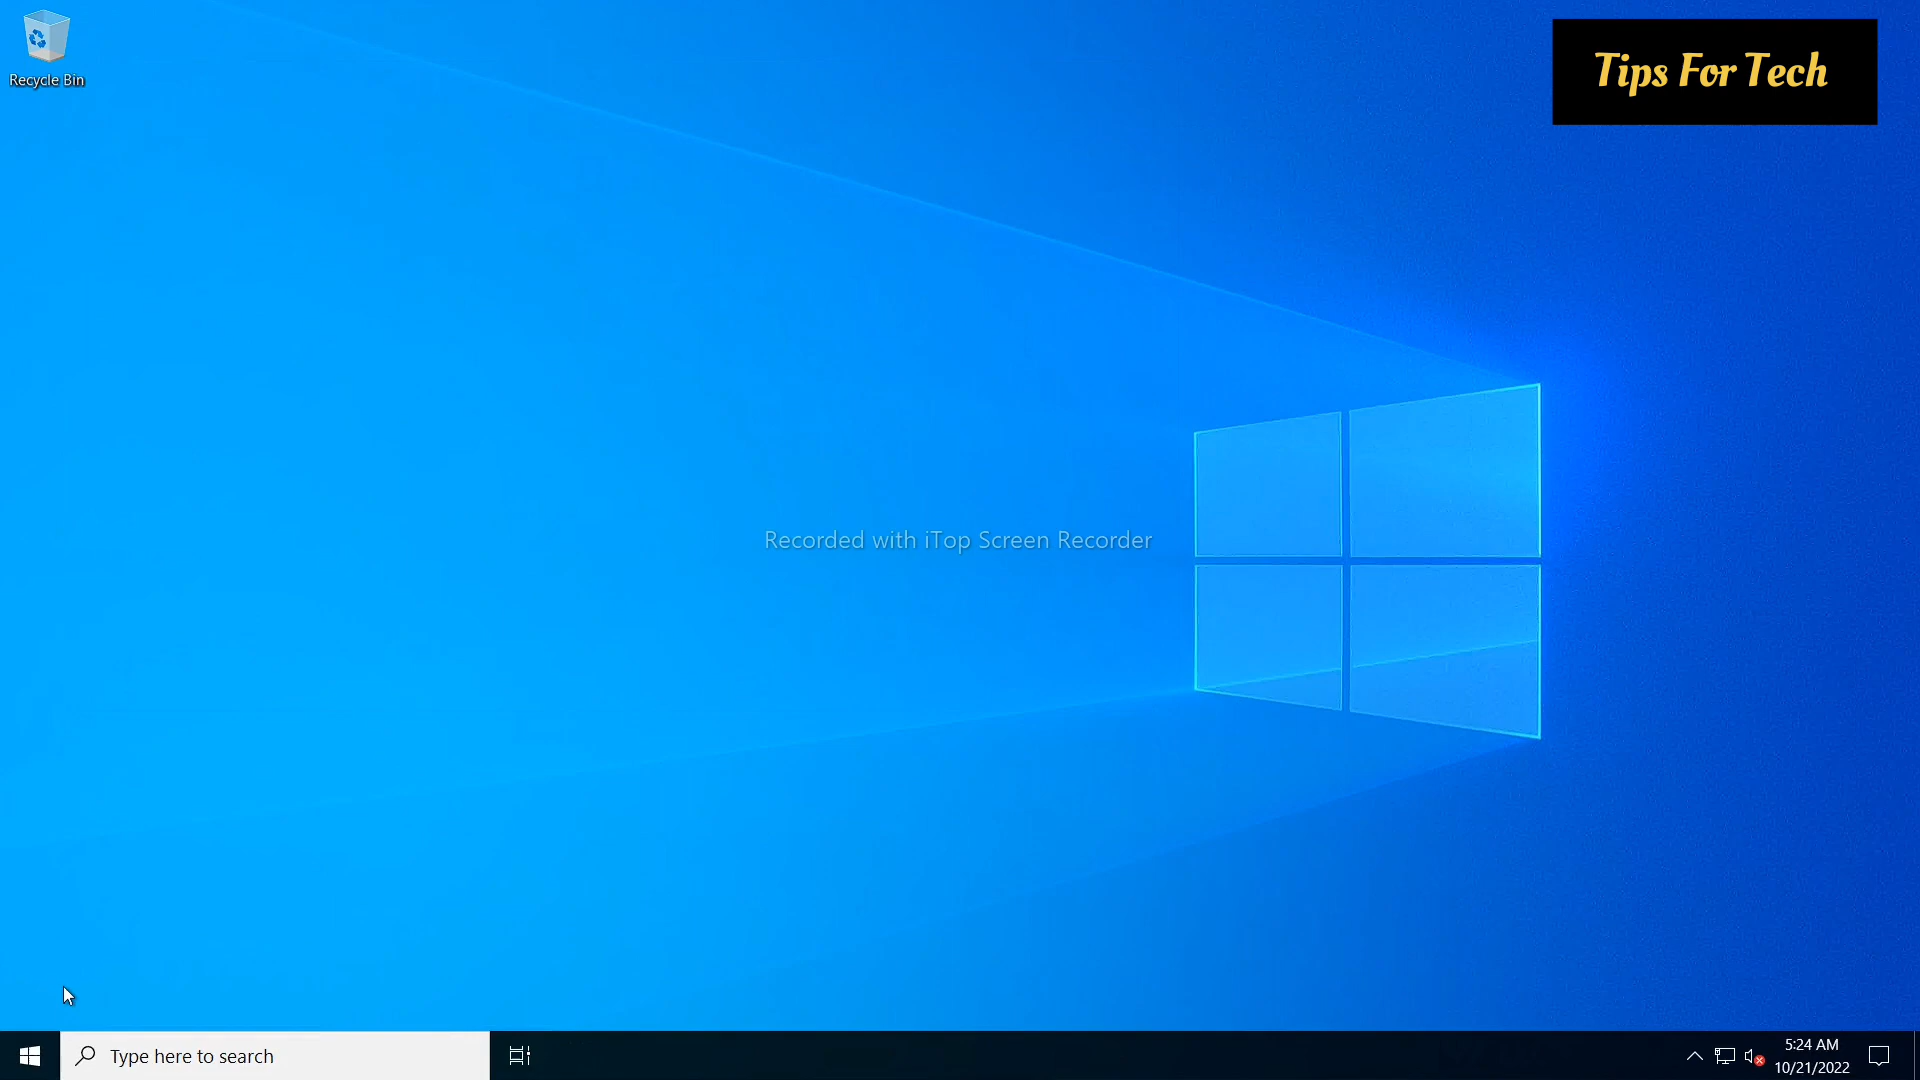 Recycle Bin
Tips For Tech
Recorded with iTop Screen Recorder
Type here to search
5:24 AM
10/21/2022